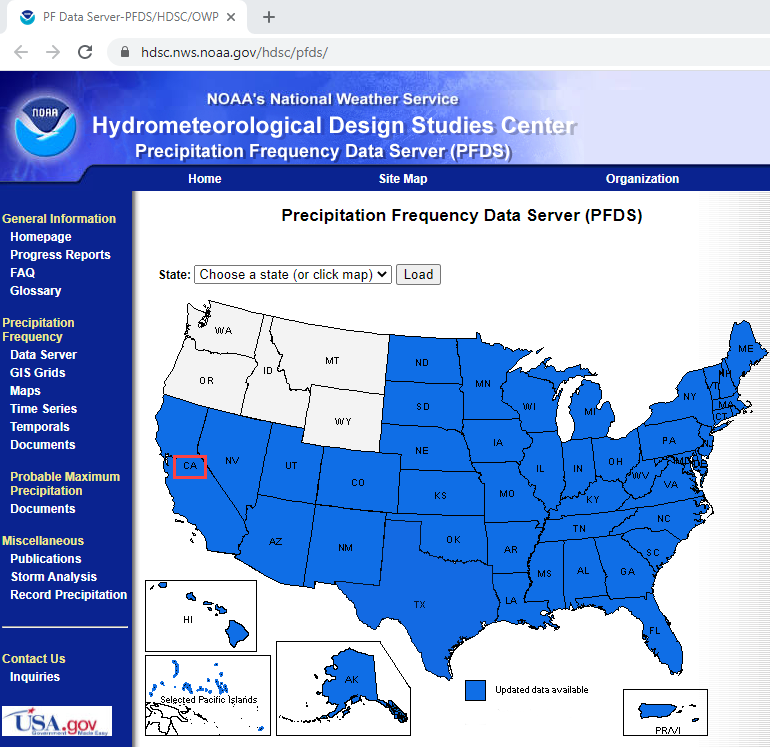 PF Data Server-PFDS/HDSC/OWP
hdsc.nws.noaa.gov/hdsc/pfds/
NOAA
NOAA's National Weather Service
Hydrometeorological Design Studies Center
Precipitation Frequency Data Server (PFDS)
Home Site Map Organization
General Information
Homepage
Progress Reports
FAQ
Glossary
Precipitation
Frequency
Data Server
GIS Grids
Maps
Time Series
Temporals
Documents
Probable Maximum
Precipitation
Documents
Miscellaneous
Publications
Storm Analysis
Record Precipitation
Contact Us
Inquiries
USA.gov
Government Made Easy
Precipitation Frequency Data Server (PFDS)
State: Choose a state (or click map) Load
WA
OR
ID
MT
WY
ND
SD
NE
KS
MN
IA
WI
MI
ME
VT
NH
NY
MA
CT
PA
NJ
MD
DE
OH
IN
IL
WV
VA
KY
MO
CA
NV
UT
CO
AZ
NM
OK
AR
TN
NC
SC
TX
LA
MS
AL
GA
FL
HI
AK
Selected Pacific Islands
Updated data available
PR/VI